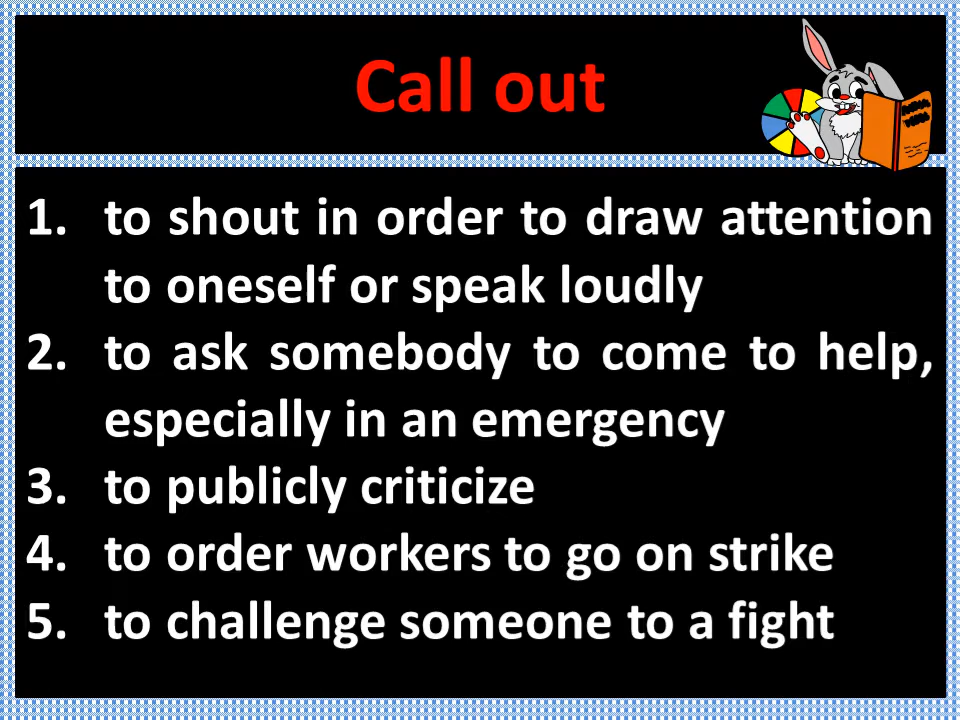 Call out
1. to shout in order to draw attention
to oneself or speak loudly
2. to ask somebody to come to help,
especially in an emergency
3. to publicly criticize
4. to order workers to go on strike
5. to challenge someone to a fight